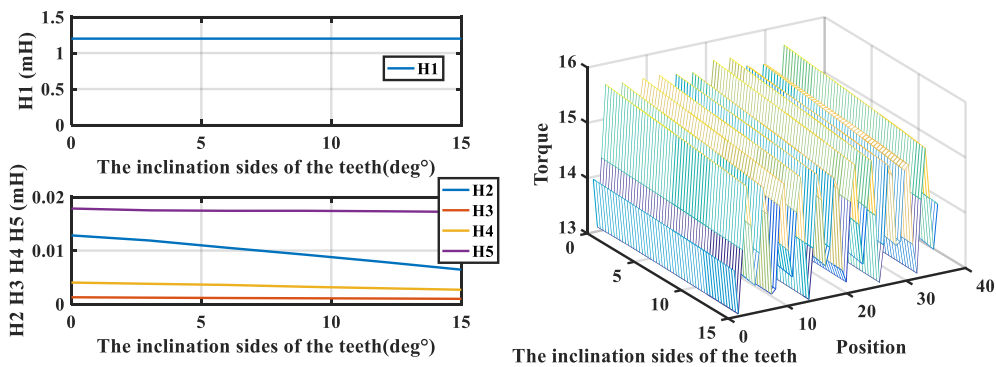 H1 (mH)
1.5
1
0.5
0
H1
0 5 10 15
The inclination sides of the teeth(deg°)
H2 H3 H4 H5 (mH)
0.02
0.01
0
H2
H3
H4
H5
0 5 10 15
The inclination sides of the teeth(deg°)
Torque
16
15
14
13
0
5
10
15
The inclination sides of the teeth
0
10
20
30
40
Position